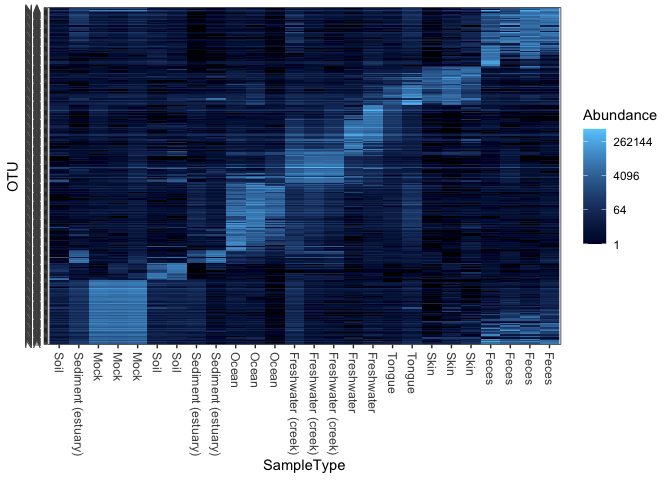 OTU
Abundance
262144
4096
64
1
Soil
Sediment (estuary)
Mock
Mock
Mock
Soil
Soil
Sediment (estuary)
Sediment (estuary)
Ocean
Ocean
Ocean
Freshwater (creek)
Freshwater (creek)
Freshwater (creek)
Freshwater
Freshwater
Tongue
Tongue
Skin
Skin
Skin
Feces
Feces
Feces
Feces
SampleType